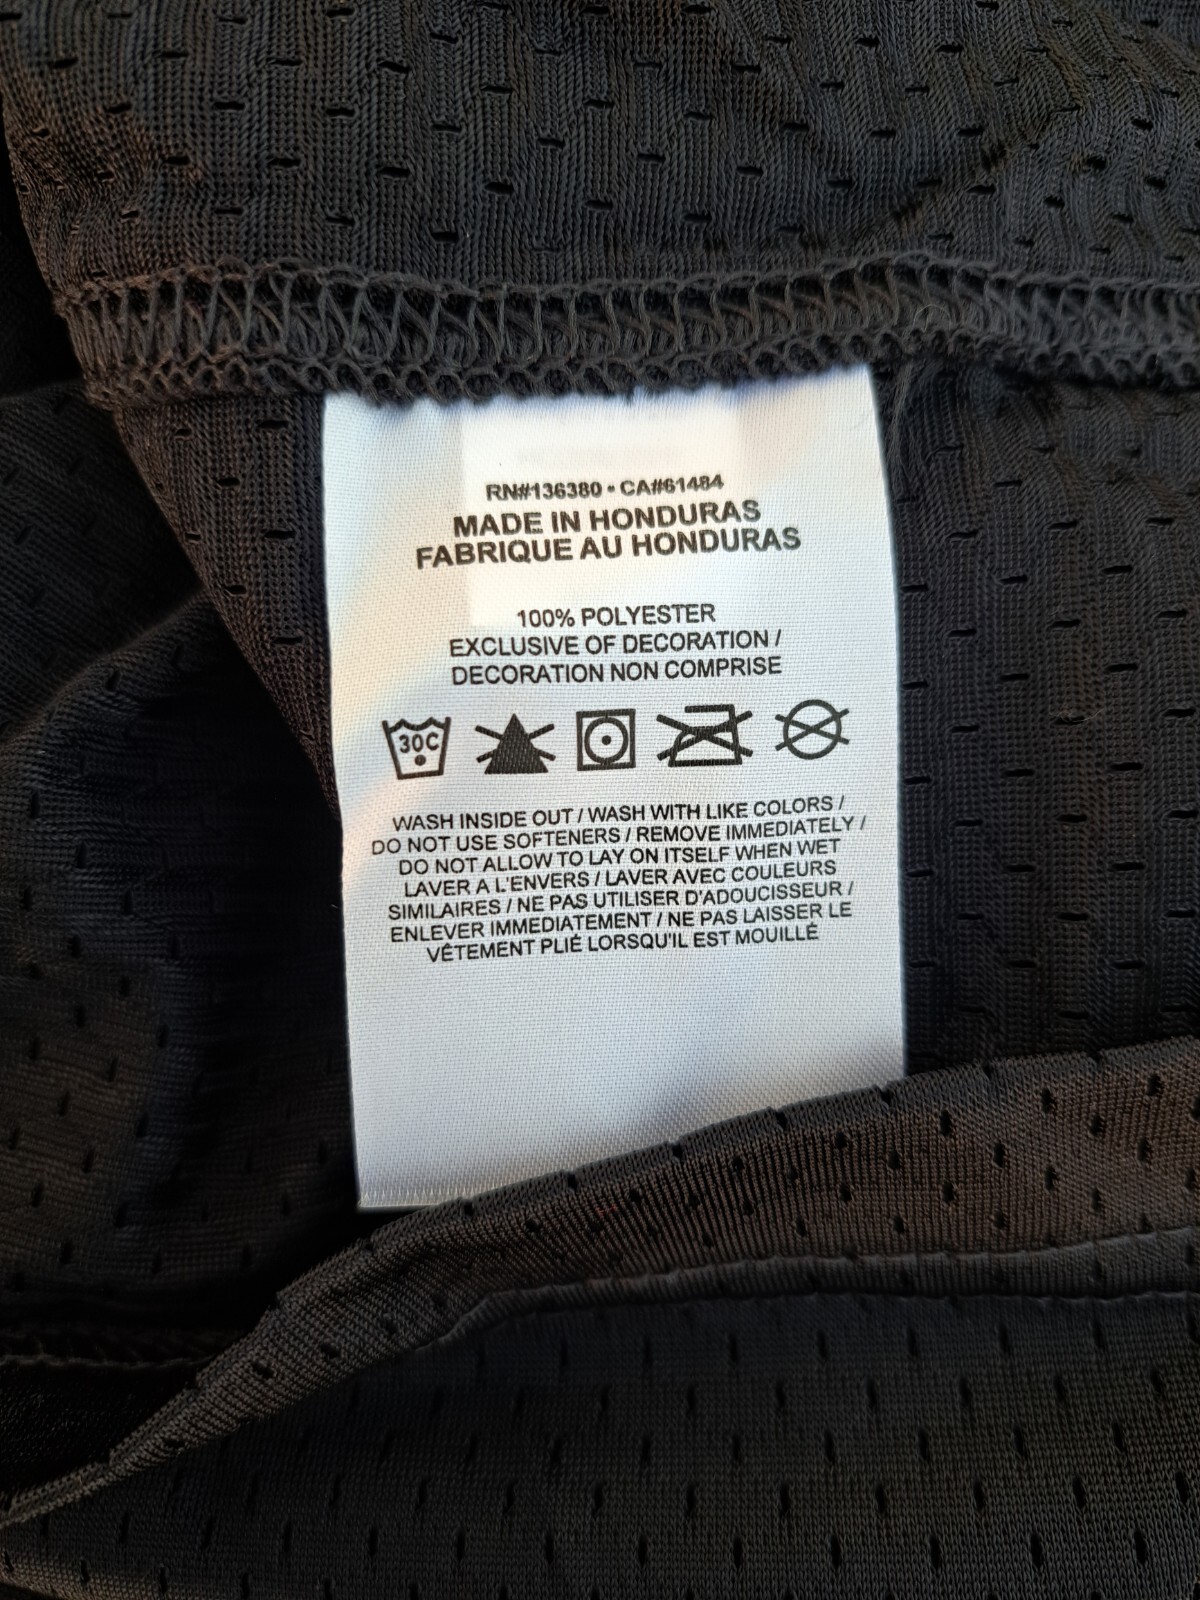 RN#136380 • CA#61484
MADE IN HONDURAS
FABRIQUE AU HONDURAS
100% POLYESTER
EXCLUSIVE OF DECORATION /
DECORATION NON COMPRISE
30C
WASH INSIDE OUT / WASH WITH LIKE COLORS /
DO NOT USE SOFTENERS / REMOVE IMMEDIATELY /
DO NOT ALLOW TO LAY ON ITSELF WHEN WET
LAVER A L'ENVERS / LAVER AVEC COULEURS
SIMILAIRES / NE PAS UTILISER D'ADOUCISSEUR /
ENLEVER IMMEDIATEMENT / NE PAS LAISSER LE
VÊTEMENT PLIÉ LORSQU'IL EST MOUILLÉ